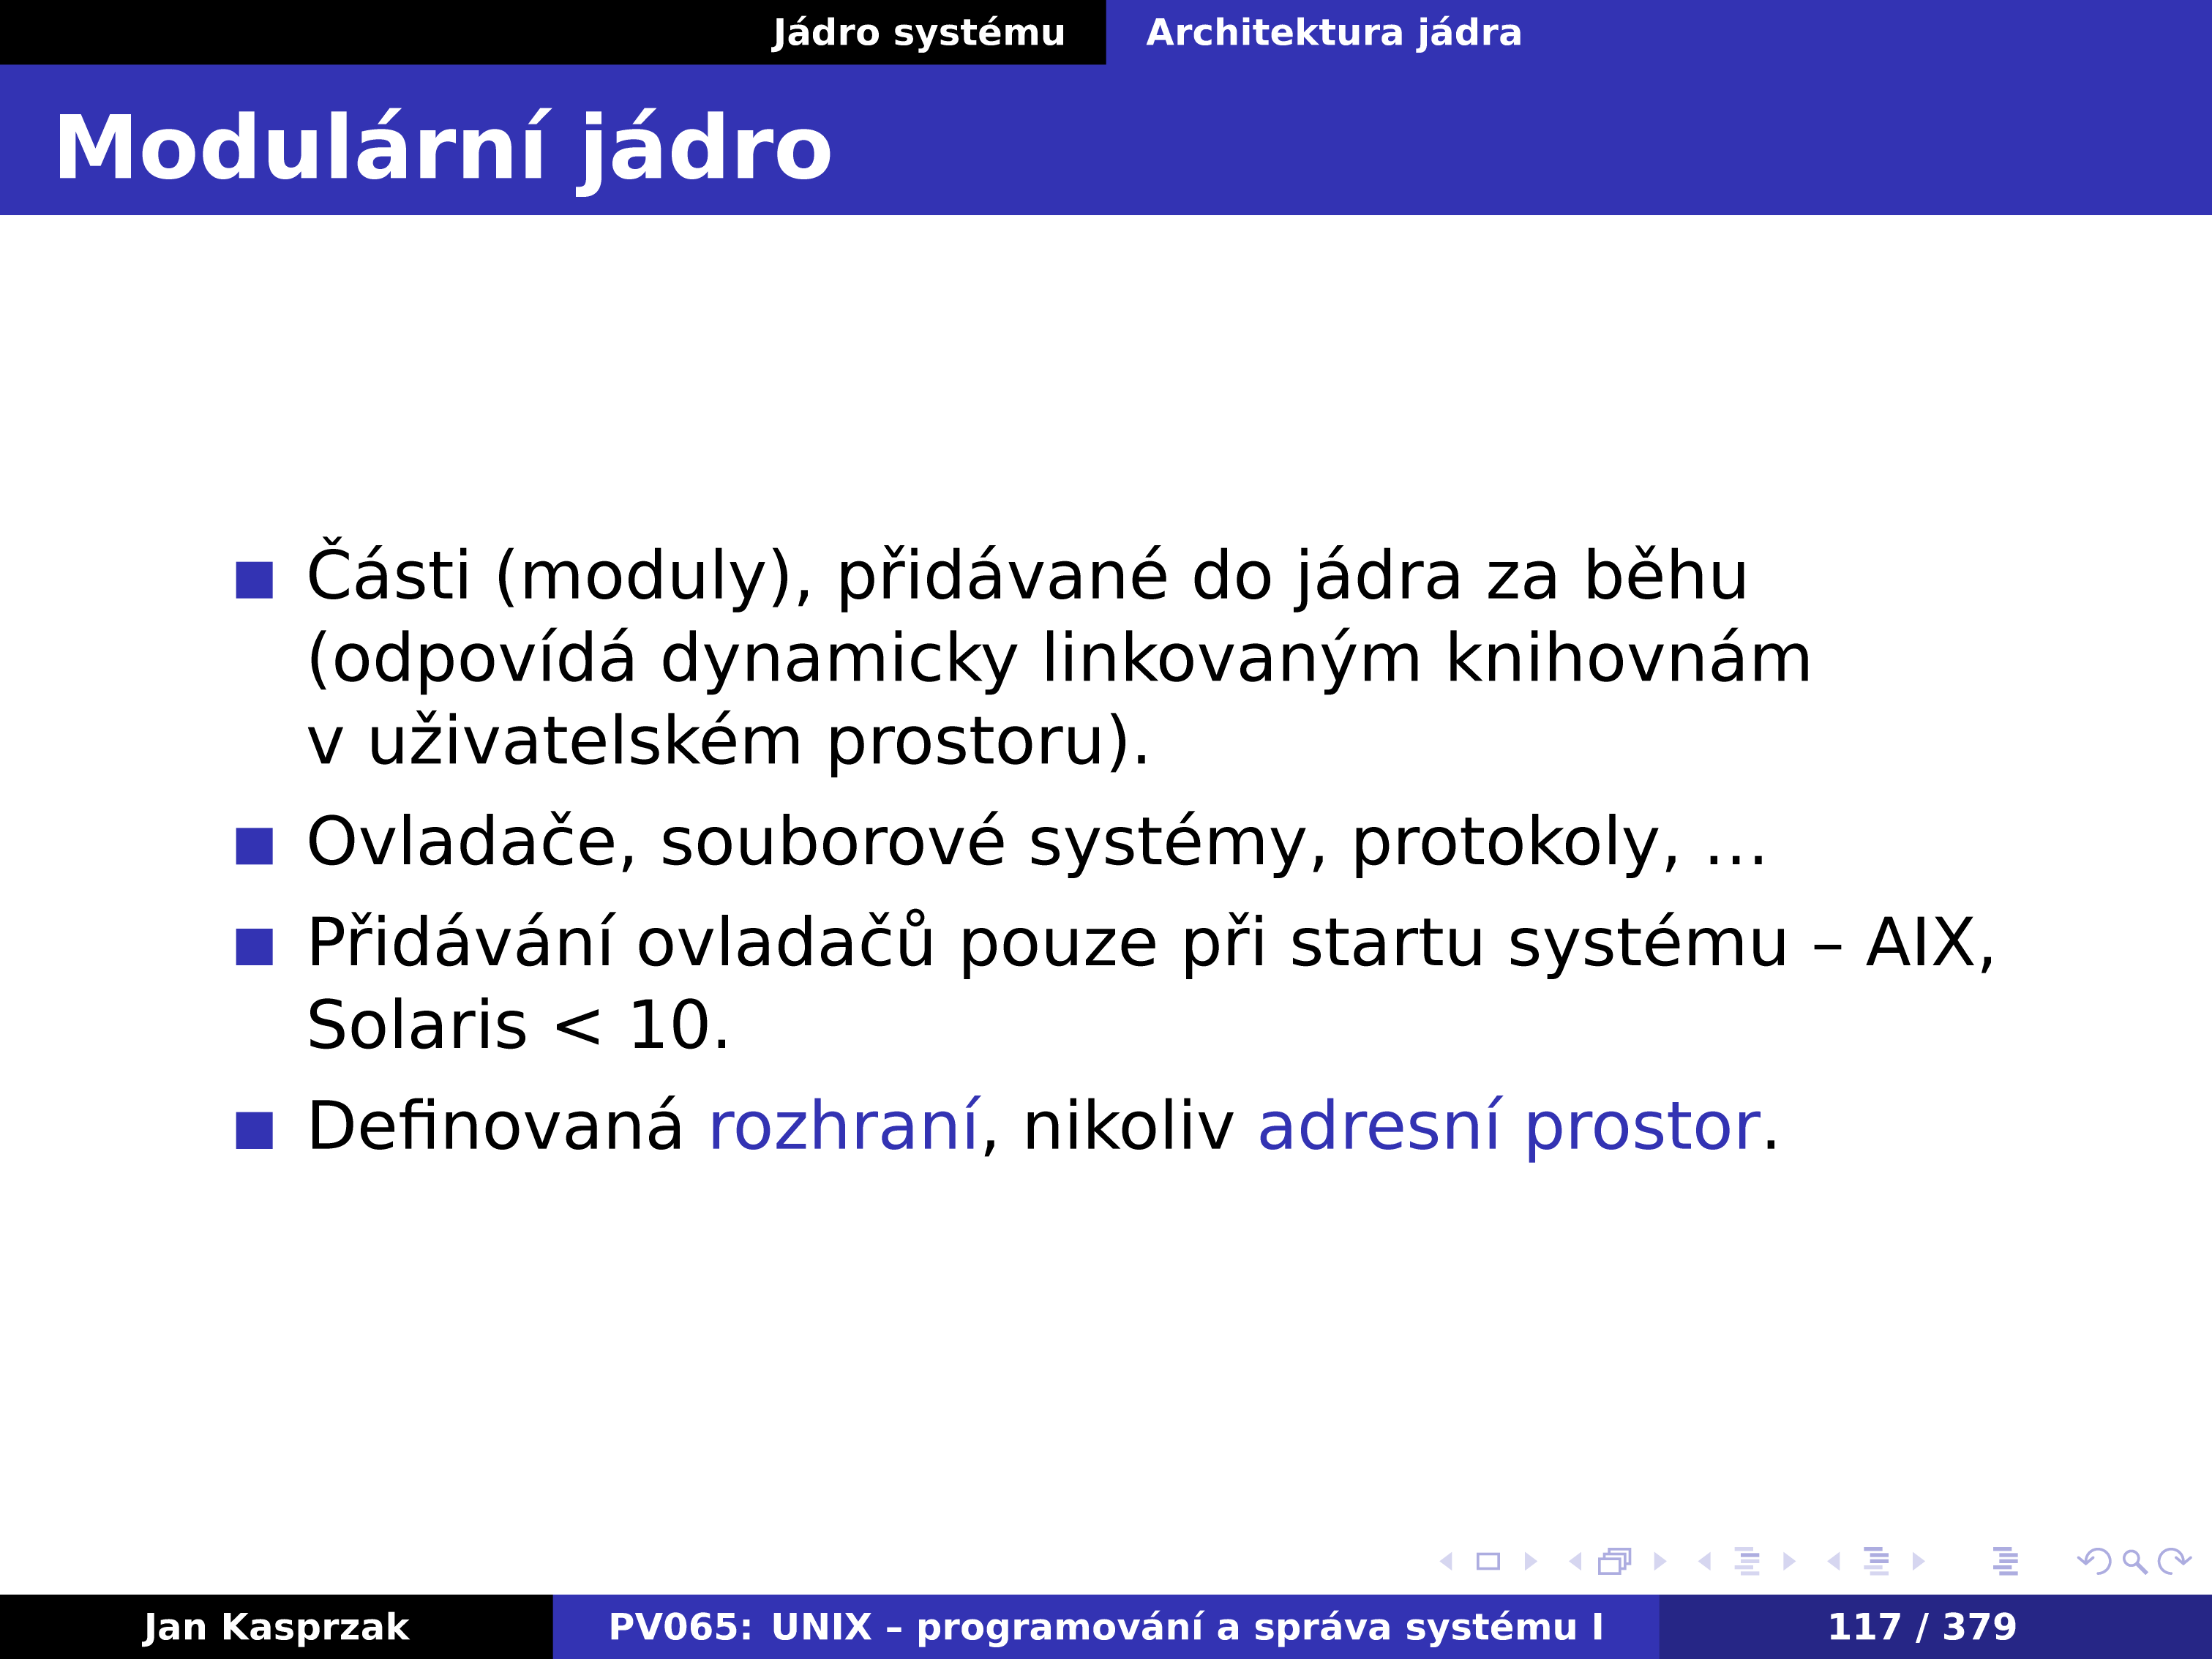 Jádro systému
Architektura jádra
Modulární jádro
Části (moduly), přidávané do jádra za běhu
(odpovídá dynamicky linkovaným knihovnám
v uživatelském prostoru).
Ovladače, souborové systémy, protokoly, ...
Přidávání ovladačů pouze při startu systému – AIX,
Solaris < 10.
Definovaná rozhraní, nikoliv adresní prostor.
Jan Kasprzak
PV065: UNIX – programování a správa systému I
117 / 379